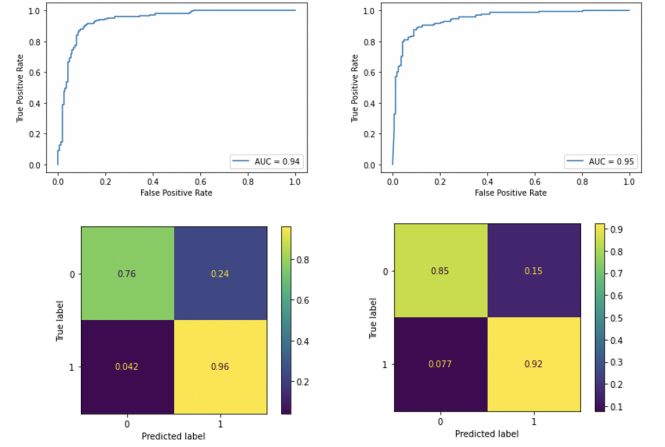 1.0
0.8
0.6
0.4
0.2
0.0
True Positive Rate
0.0 0.2 0.4 0.6 0.8 1.0
False Positive Rate
AUC = 0.94
1.0
0.8
0.6
0.4
0.2
0.0
True Positive Rate
0.0 0.2 0.4 0.6 0.8 1.0
False Positive Rate
AUC = 0.95
True label
0
1
0.76 0.24
0.042 0.96
0 1
Predicted label
0.8
0.6
0.4
0.2
True label
0
1
0.85 0.15
0.077 0.92
0 1
Predicted label
0.9
0.8
0.7
0.6
0.5
0.4
0.3
0.2
0.1